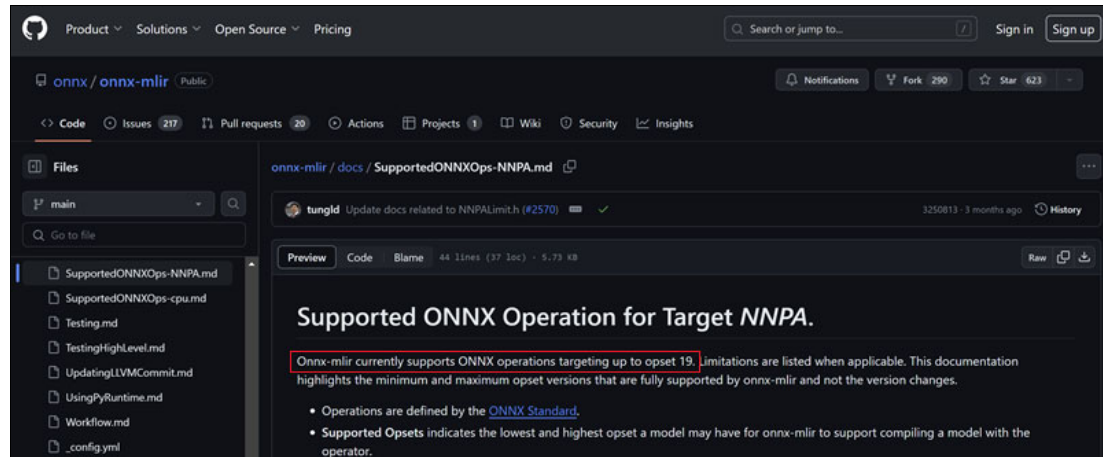 Product Solutions Open Source Pricing Search or jump to... / Sign in Sign up
onnx / onnx-mlir Public Notifications Fork 290 Star 623
<> Code Issues 217 Pull requests 20 Actions Projects 1 Wiki Security Insights
Files
main
Go to file
SupportedONNXOps-NNPA.md
SupportedONNXOps-cpu.md
Testing.md
TestingHighLevel.md
UpdatingLLVMCommit.md
UsingPyRuntime.md
Workflow.md
_config.yml
onnx-mlir / docs / SupportedONNXOps-NNPA.md
tungld Update docs related to NNPALimit.h (#2570) 3250813 · 3 months ago History
Preview Code Blame 44 lines (37 loc) · 5.73 KB Raw
Supported ONNX Operation for Target NNPA.
Onnx-mlir currently supports ONNX operations targeting up to opset 19. Limitations are listed when applicable. This documentation
highlights the minimum and maximum opset versions that are fully supported by onnx-mlir and not the version changes.
• Operations are defined by the ONNX Standard.
• Supported Opsets indicates the lowest and highest opset a model may have for onnx-mlir to support compiling a model with the
operator.